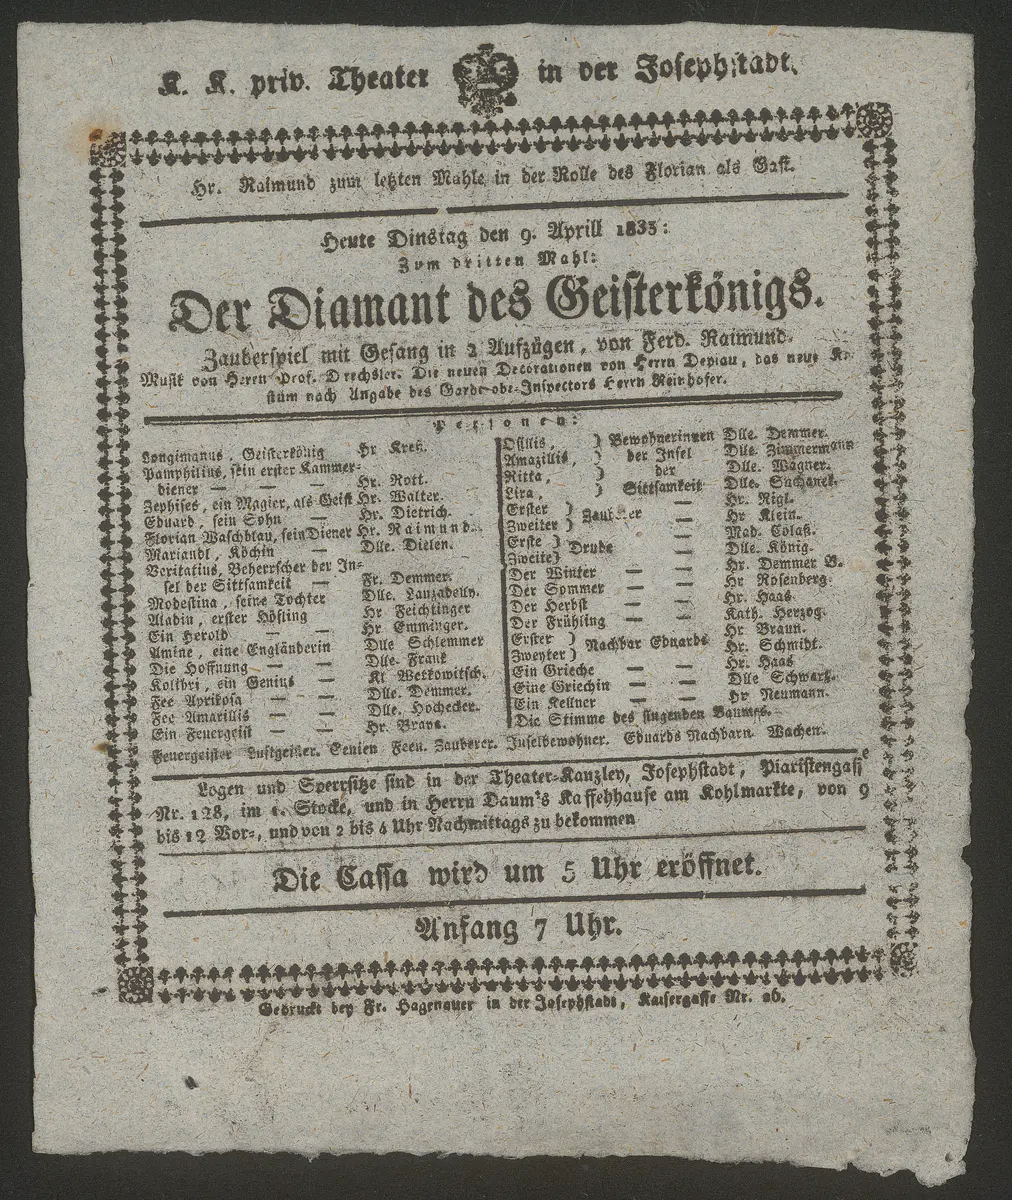 K. K. priv. Theater in der Josephstadt.
Hr. Raimund zum letzten Mahle in der Rolle des Florian als Gast.
Heute Dinstag den 9. Aprill 1833:
Zum dritten Mahl:
Der Diamant des Geisterkönigs.
Zauberspiel mit Gesang in 2 Aufzügen, von Ferd. Raimund.
Musik von Herrn Prof. Drechsler. Die neuen Decorationen von Herrn Depiau, das neue Ko-
stüm nach Angabe des Garderobe-Inspectors Herrn Reinhofer.
Personen:
Longimanus, Geisterkönig Hr Kreß.
Pamphilius, sein erster Kammer-
diener — — — Hr. Rott.
Zephises, ein Magier, als Geist Hr. Walter.
Eduard, sein Sohn — Hr. Dietrich.
Florian Waschblau, sein Diener Hr. Raimund.
Mariandl, Köchin — Dlle. Dielen.
Veritatius, Beherrscher der In-
sel der Sittsamkeit — Fr. Demmer.
Modestina, seine Tochter Dlle. Lanzadelly.
Aladin, erster Höfling Hr Feichtinger
Ein Herold — — Hr Emminger.
Amine, eine Engländerin Dlle Schlemmer
Die Hoffnung — — Dlle. Frank
Kolibri, ein Genius — Kl Wetkowitsch.
Fee Aprikosa — — Dlle. Demmer.
Fee Amarillis — — Dlle. Hochecker.
Ein Feuergeist — — Hr. Brava.
Osillis, ) Bewohnerinnen Dlle. Demmer.
Amazillis, ) der Insel Dlle. Zimmermann
Ritta, ) der Dlle. Wagner.
Lira, ) Sittsamkeit Dlle. Suchanek.
Erster ) Zauberer — Hr. Nigl.
Zweiter ) — Hr Klein.
Erste ) Drude — Mad. Colaß.
Zweite) — Dlle. König.
Der Winter — — Hr. Demmer B.
Der Sommer — — Hr Rosenberg.
Der Herbst — — Hr. Haas
Der Frühling — — Kath. Herzog.
Erster ) Nachbar Eduards Hr Braun.
Zweyter ) Hr. Schmidt.
Ein Grieche — — Hr. Haas
Eine Griechin — — Dlle Schwarz.
Ein Kellner — — Hr Neumann.
Die Stimme des singenden Baumes.
Feuergeister Luftgeister. Genien Feen. Zauberer. Inselbewohner. Eduards Nachbarn Wachen.
Logen und Sperrsitze sind in der Theater-Kanzley, Josephstadt, Piaristengasse
Nr. 128, im 1. Stocke, und in Herrn Daum's Kaffehhause am Kohlmarkte, von 9
bis 12 Vor-, und von 2 bis 4 Uhr Nachmittags zu bekommen
Die Cassa wird um 5 Uhr eröffnet.
Anfang 7 Uhr.
Gedruckt bey Fr. Hagenauer in der Josephstadt, Kaisergasse Nr. 26.